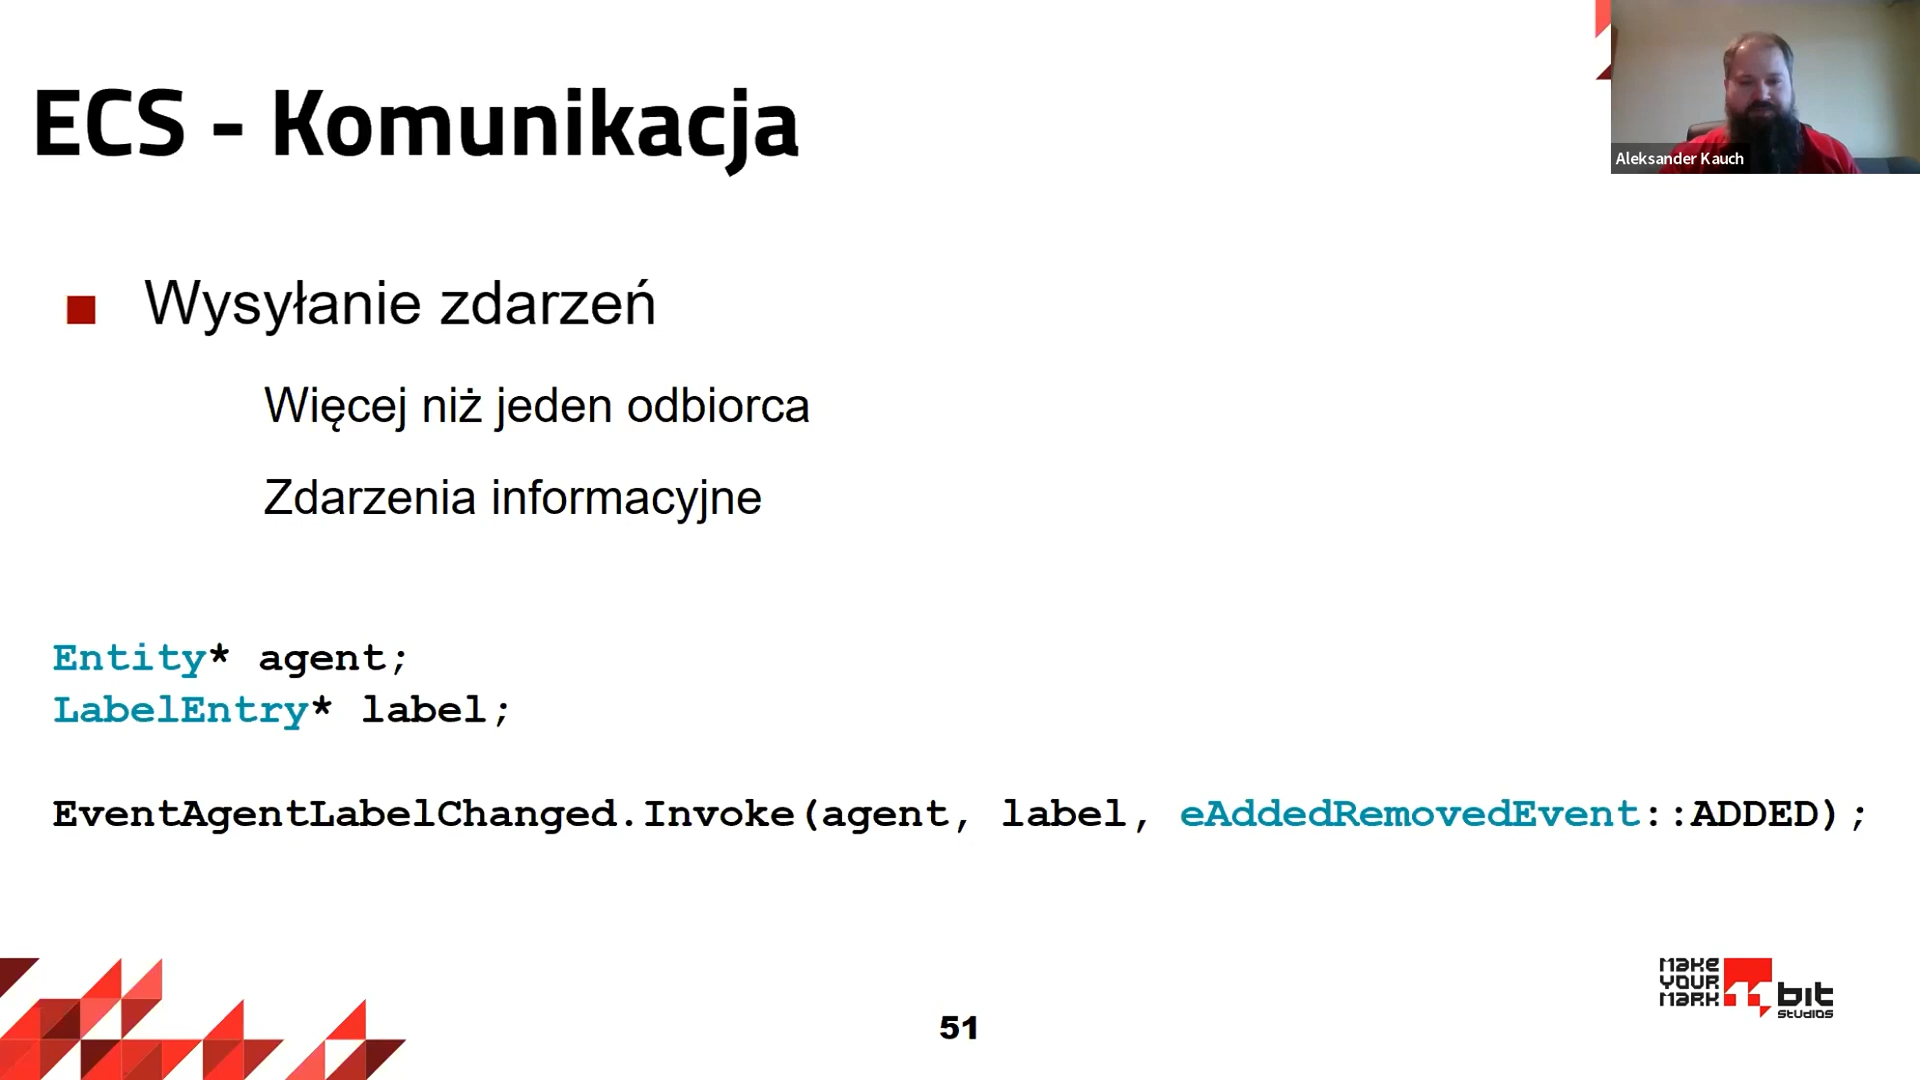 ECS - Komunikacja
Aleksander Kauch
Wysyłanie zdarzeń
Więcej niż jeden odbiorca
Zdarzenia informacyjne
Entity* agent;
LabelEntry* label;
EventAgentLabelChanged.Invoke(agent, label, eAddedRemovedEvent::ADDED);
MAKE
YOUR
MARK
11 bit
STUDIOS
51